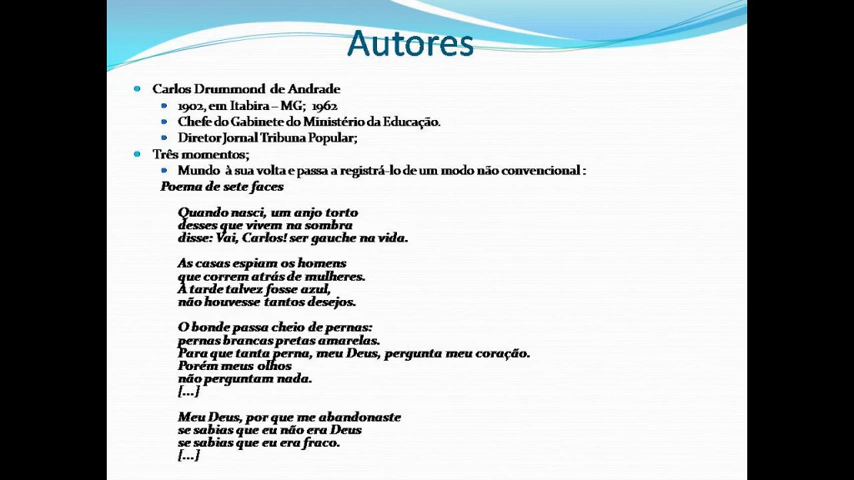 Autores
Carlos Drummond de Andrade
1902, em Itabira – MG; 1962
Chefe do Gabinete do Ministério da Educação.
Diretor Jornal Tribuna Popular;
Três momentos;
Mundo à sua volta e passa a registrá-lo de um modo não convencional :
Poema de sete faces
Quando nasci, um anjo torto
desses que vivem na sombra
disse: Vai, Carlos! ser gauche na vida.
As casas espiam os homens
que correm atrás de mulheres.
A tarde talvez fosse azul,
não houvesse tantos desejos.
O bonde passa cheio de pernas:
pernas brancas pretas amarelas.
Para que tanta perna, meu Deus, pergunta meu coração.
Porém meus olhos
não perguntam nada.
[...]
Meu Deus, por que me abandonaste
se sabias que eu não era Deus
se sabias que eu era fraco.
[...]